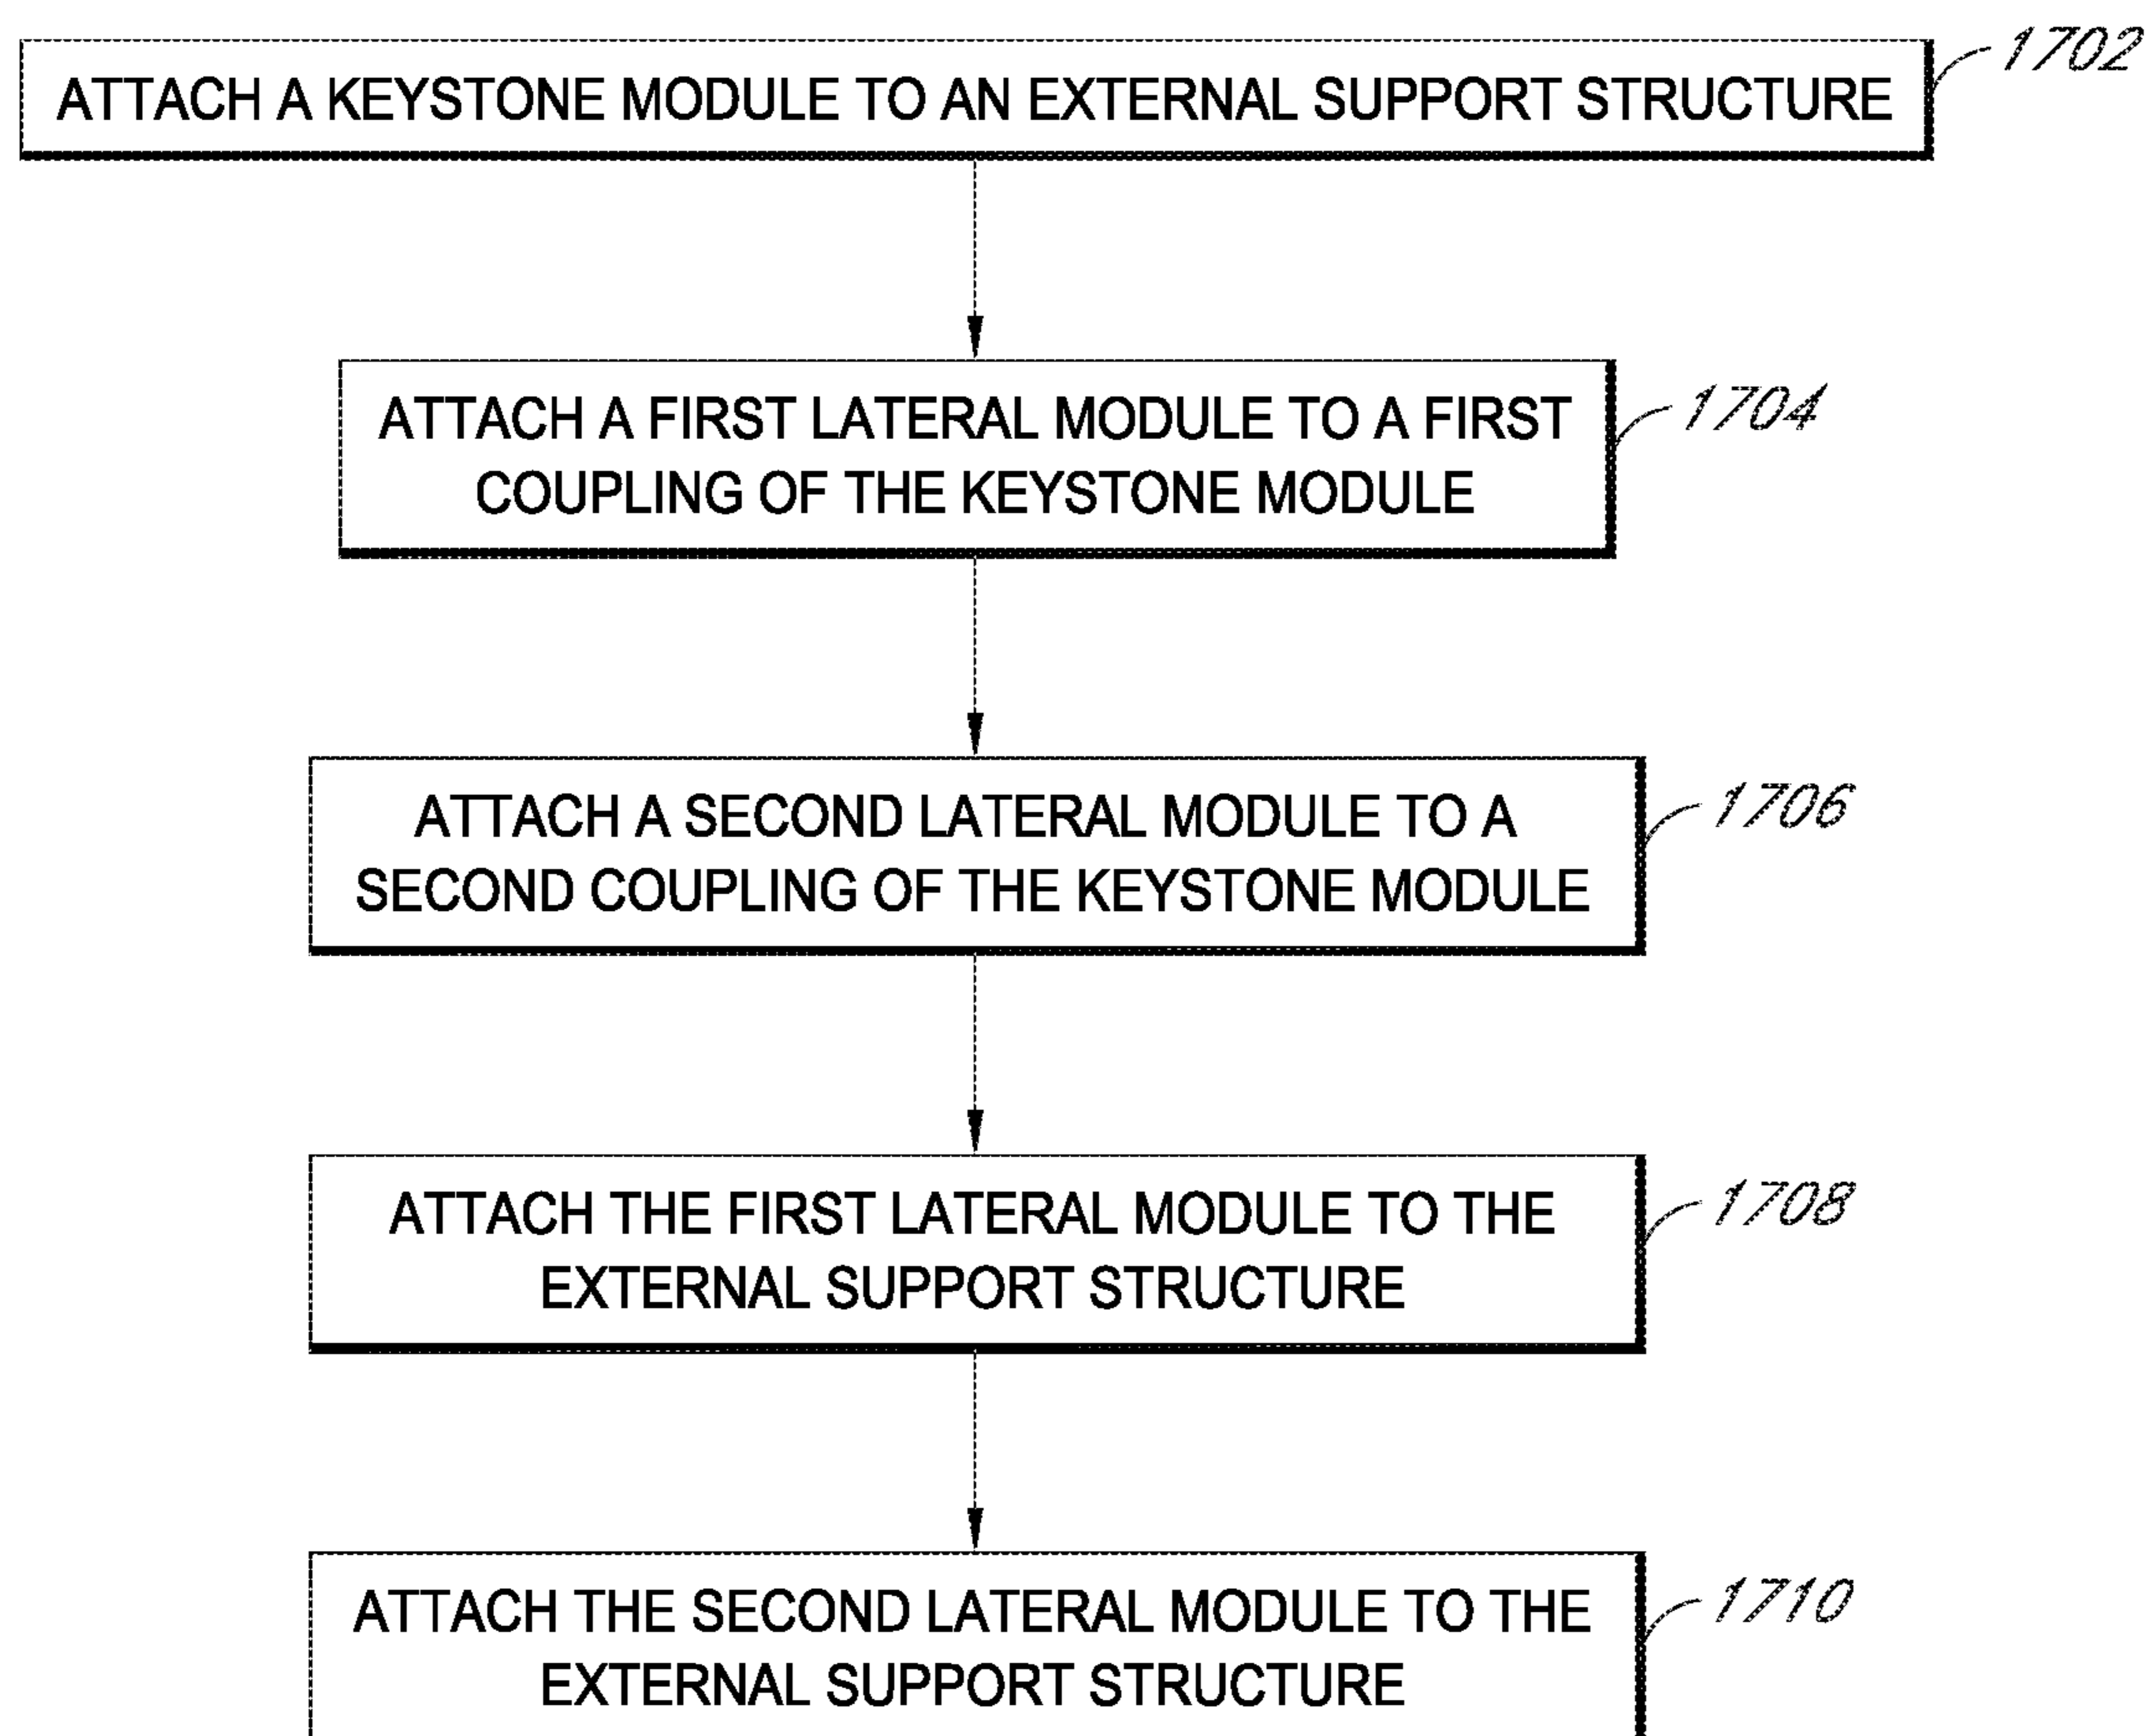 1702
ATTACH A KEYSTONE MODULE TO AN EXTERNAL SUPPORT STRUCTURE
1704
ATTACH A FIRST LATERAL MODULE TO A FIRST
COUPLING OF THE KEYSTONE MODULE
1706
ATTACH A SECOND LATERAL MODULE TO A
SECOND COUPLING OF THE KEYSTONE MODULE
1708
ATTACH THE FIRST LATERAL MODULE TO THE
EXTERNAL SUPPORT STRUCTURE
1710
ATTACH THE SECOND LATERAL MODULE TO THE
EXTERNAL SUPPORT STRUCTURE